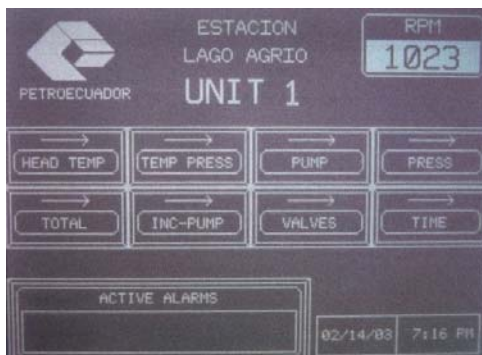 ESTACION
LAGO AGRIO
UNIT 1
RPM
1023
PETROECUADOR
HEAD TEMP
TEMP PRESS
PUMP
PRESS
TOTAL
INC-PUMP
VALVES
TIME
ACTIVE ALARMS
02/14/03 7:16 PM